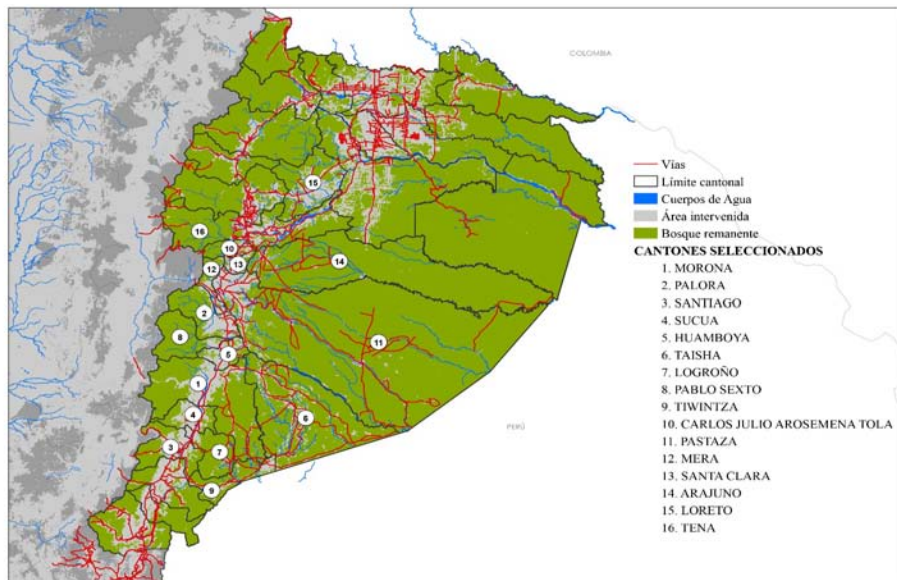 COLOMBIA
PERÚ
Vías
Límite cantonal
Cuerpos de Agua
Área intervenida
Bosque remanente
CANTONES SELECCIONADOS
1. MORONA
2. PALORA
3. SANTIAGO
4. SUCUA
5. HUAMBOYA
6. TAISHA
7. LOGROÑO
8. PABLO SEXTO
9. TIWINTZA
10. CARLOS JULIO AROSEMENA TOLA
11. PASTAZA
12. MERA
13. SANTA CLARA
14. ARAJUNO
15. LORETO
16. TENA
15
16
10
12
13
14
2
8
11
5
1
4
6
3
7
9